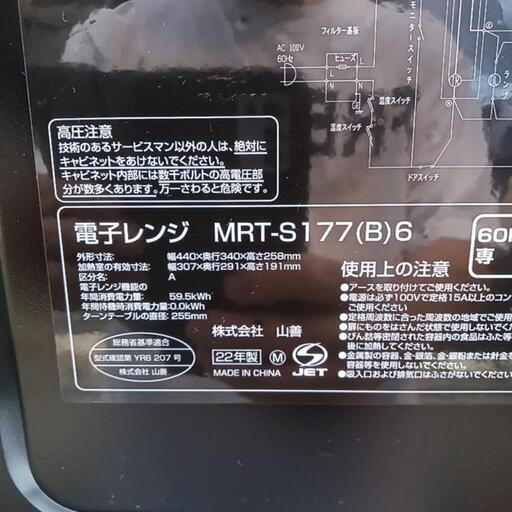 AC 100V
60Hz
フィルター基板
ヒューズ
L
L
N
N
モニタースイッチ
ランプ
温度スイッチ
温度スイッチ
ドアスイッチ
高圧注意
技術のあるサービスマン以外の人は、絶対に
キャビネットをあけないでください。
キャビネット内部には数千ボルトの高電圧部
分が数多くあります。万一さわると危険です。
電子レンジ MRT-S177(B)6
外形寸法: 幅440×奥行340×高さ258mm
加熱室の有効寸法: 幅307×奥行291×高さ191mm
区分名: A
電子レンジ機能の
年間消費電力量: 59.5kWh
年間待機時消費電力量: 0.0kWh
ターンテーブルの直径: 255mm
総務省基準適合
型式確認第 YRB 207 号
株式会社 山善
株式会社 山善
22年製 M
MADE IN CHINA
JET
60H
専
使用上の注意
●アースを取り付けてください。
●電源は必ず100Vで定格15A以上のコン
ご使用ください。
●定格周波数に合った周波数の地域でご使用
●扉にものをはさんだ状態で使用しないでく
●びん詰等密閉された容器内の食品はふた等
に加熱してください。
●金属製の容器、金・銀箔、金・銀粉または針金を
容器等を使用しないでください。
●吸入口および排気口はふさがないでくださ